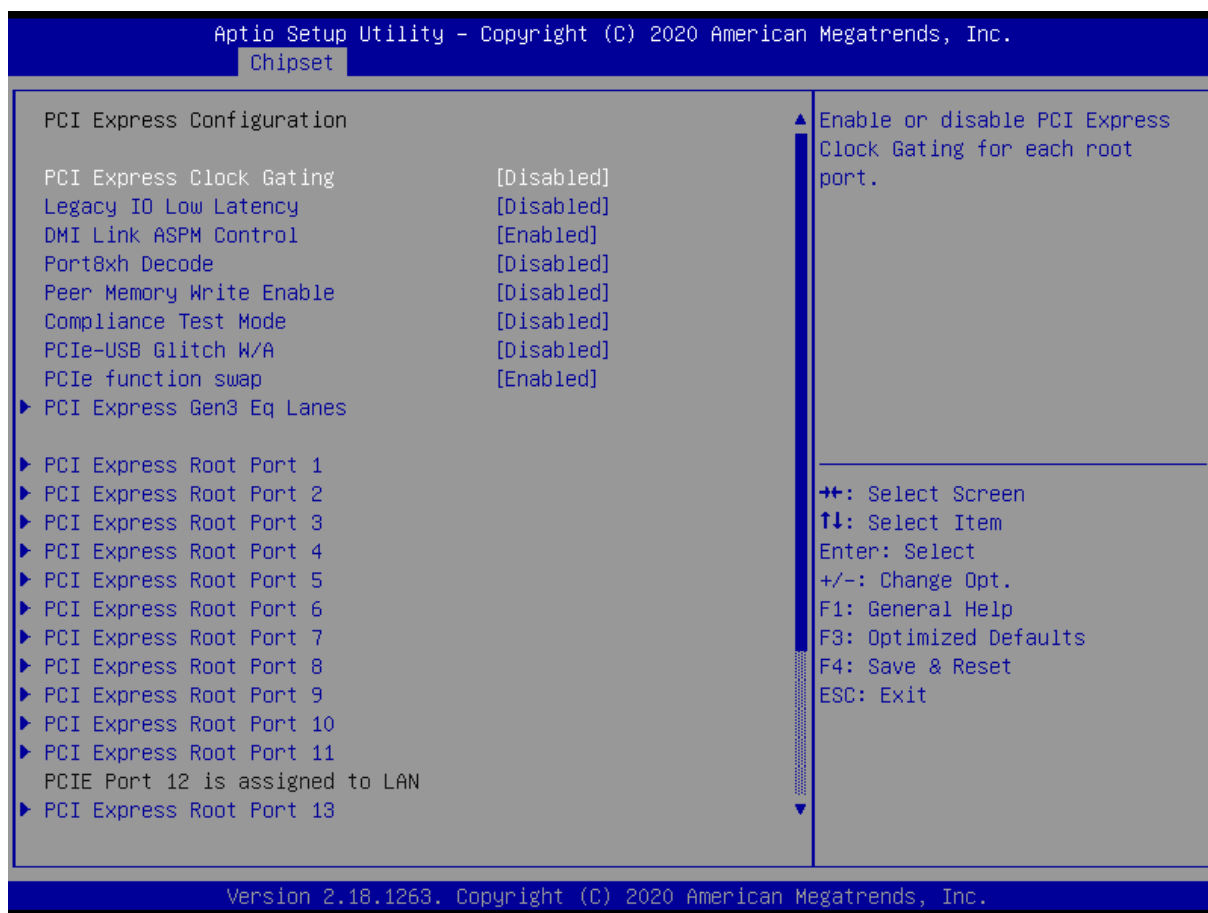 Aptio Setup Utility – Copyright (C) 2020 American Megatrends, Inc.
Chipset
PCI Express Configuration
PCI Express Clock Gating [Disabled]
Legacy IO Low Latency [Disabled]
DMI Link ASPM Control [Enabled]
Port8xh Decode [Disabled]
Peer Memory Write Enable [Disabled]
Compliance Test Mode [Disabled]
PCIe-USB Glitch W/A [Disabled]
PCIe function swap [Enabled]
PCI Express Gen3 Eq Lanes
PCI Express Root Port 1
PCI Express Root Port 2
PCI Express Root Port 3
PCI Express Root Port 4
PCI Express Root Port 5
PCI Express Root Port 6
PCI Express Root Port 7
PCI Express Root Port 8
PCI Express Root Port 9
PCI Express Root Port 10
PCI Express Root Port 11
PCIE Port 12 is assigned to LAN
PCI Express Root Port 13
Enable or disable PCI Express
Clock Gating for each root
port.
→←: Select Screen
↑↓: Select Item
Enter: Select
+/-: Change Opt.
F1: General Help
F3: Optimized Defaults
F4: Save & Reset
ESC: Exit
Version 2.18.1263. Copyright (C) 2020 American Megatrends, Inc.